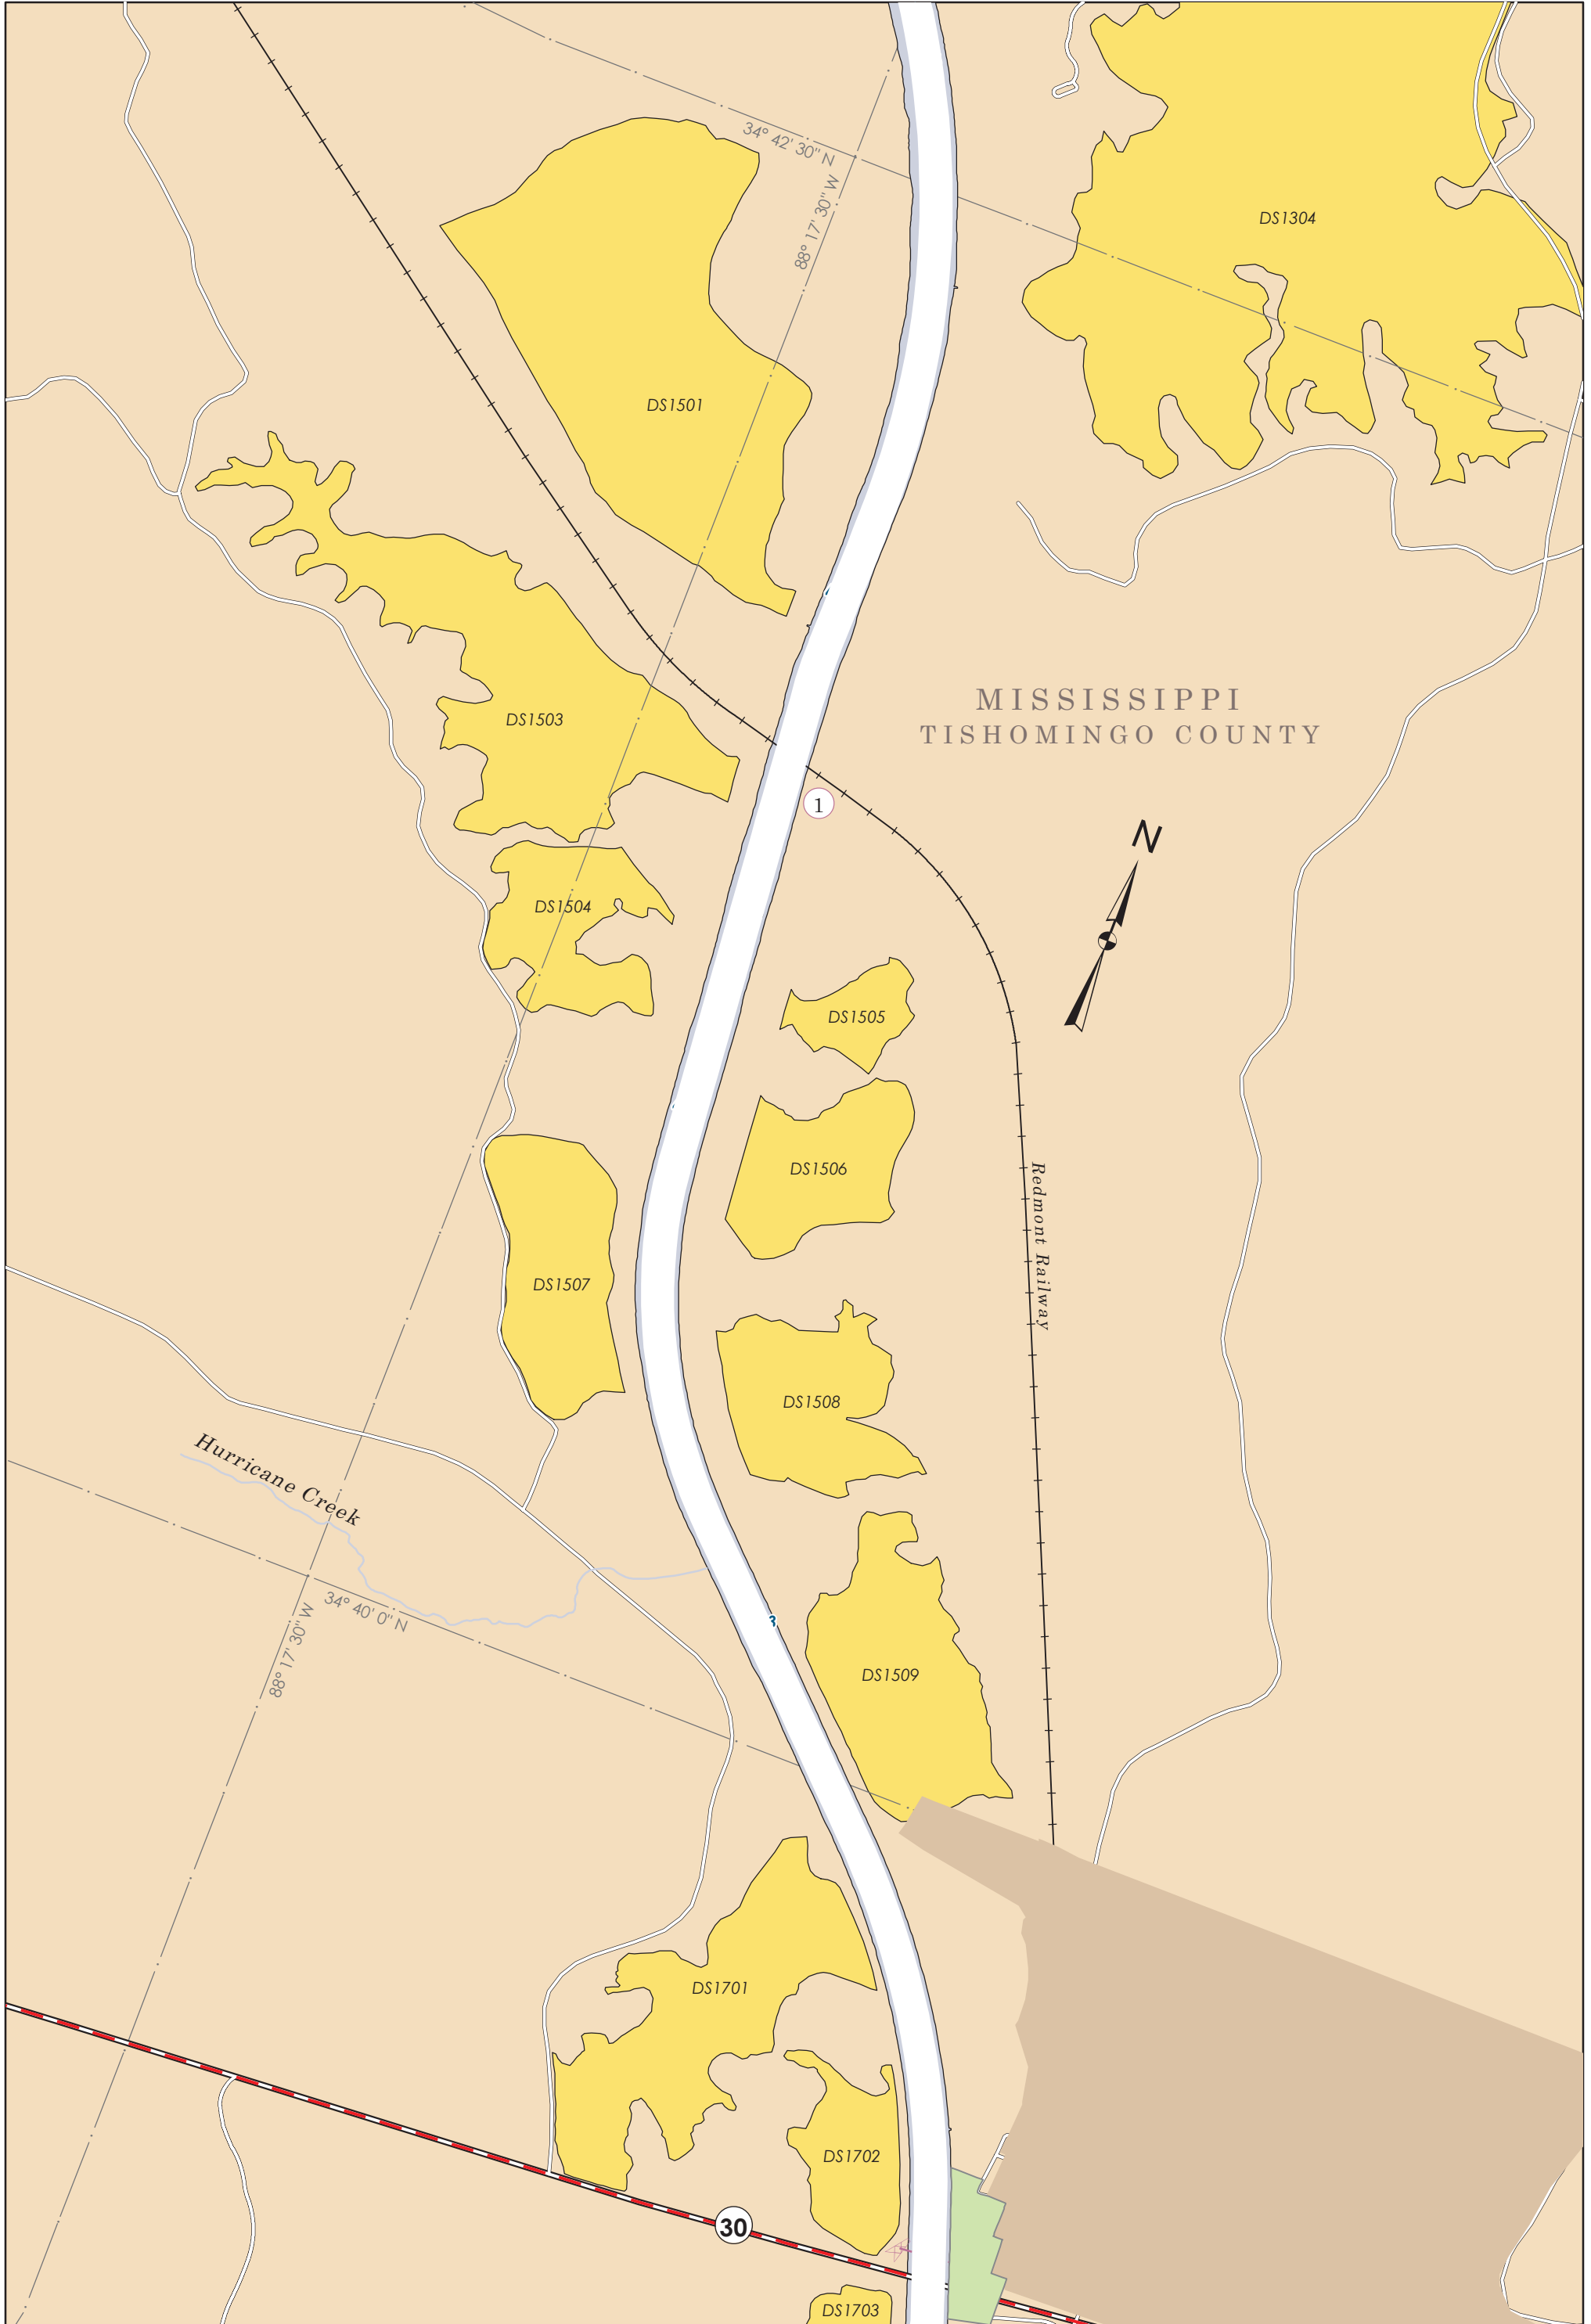 34° 42' 30" N
88° 17' 30" W
DS1304
DS1501
MISSISSIPPI
TISHOMINGO COUNTY
DS1503
1
N
DS1504
DS1505
DS1506
Redmont Railway
DS1507
DS1508
Hurricane Creek
34° 40' 0" N
88° 17' 30" W
DS1509
DS1701
DS1702
30
DS1703